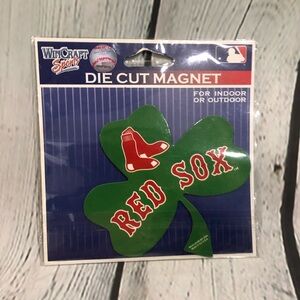 WINCRAFT
Sports
DIE CUT MAGNET
FOR INDOOR
OR OUTDOOR
RED SOX